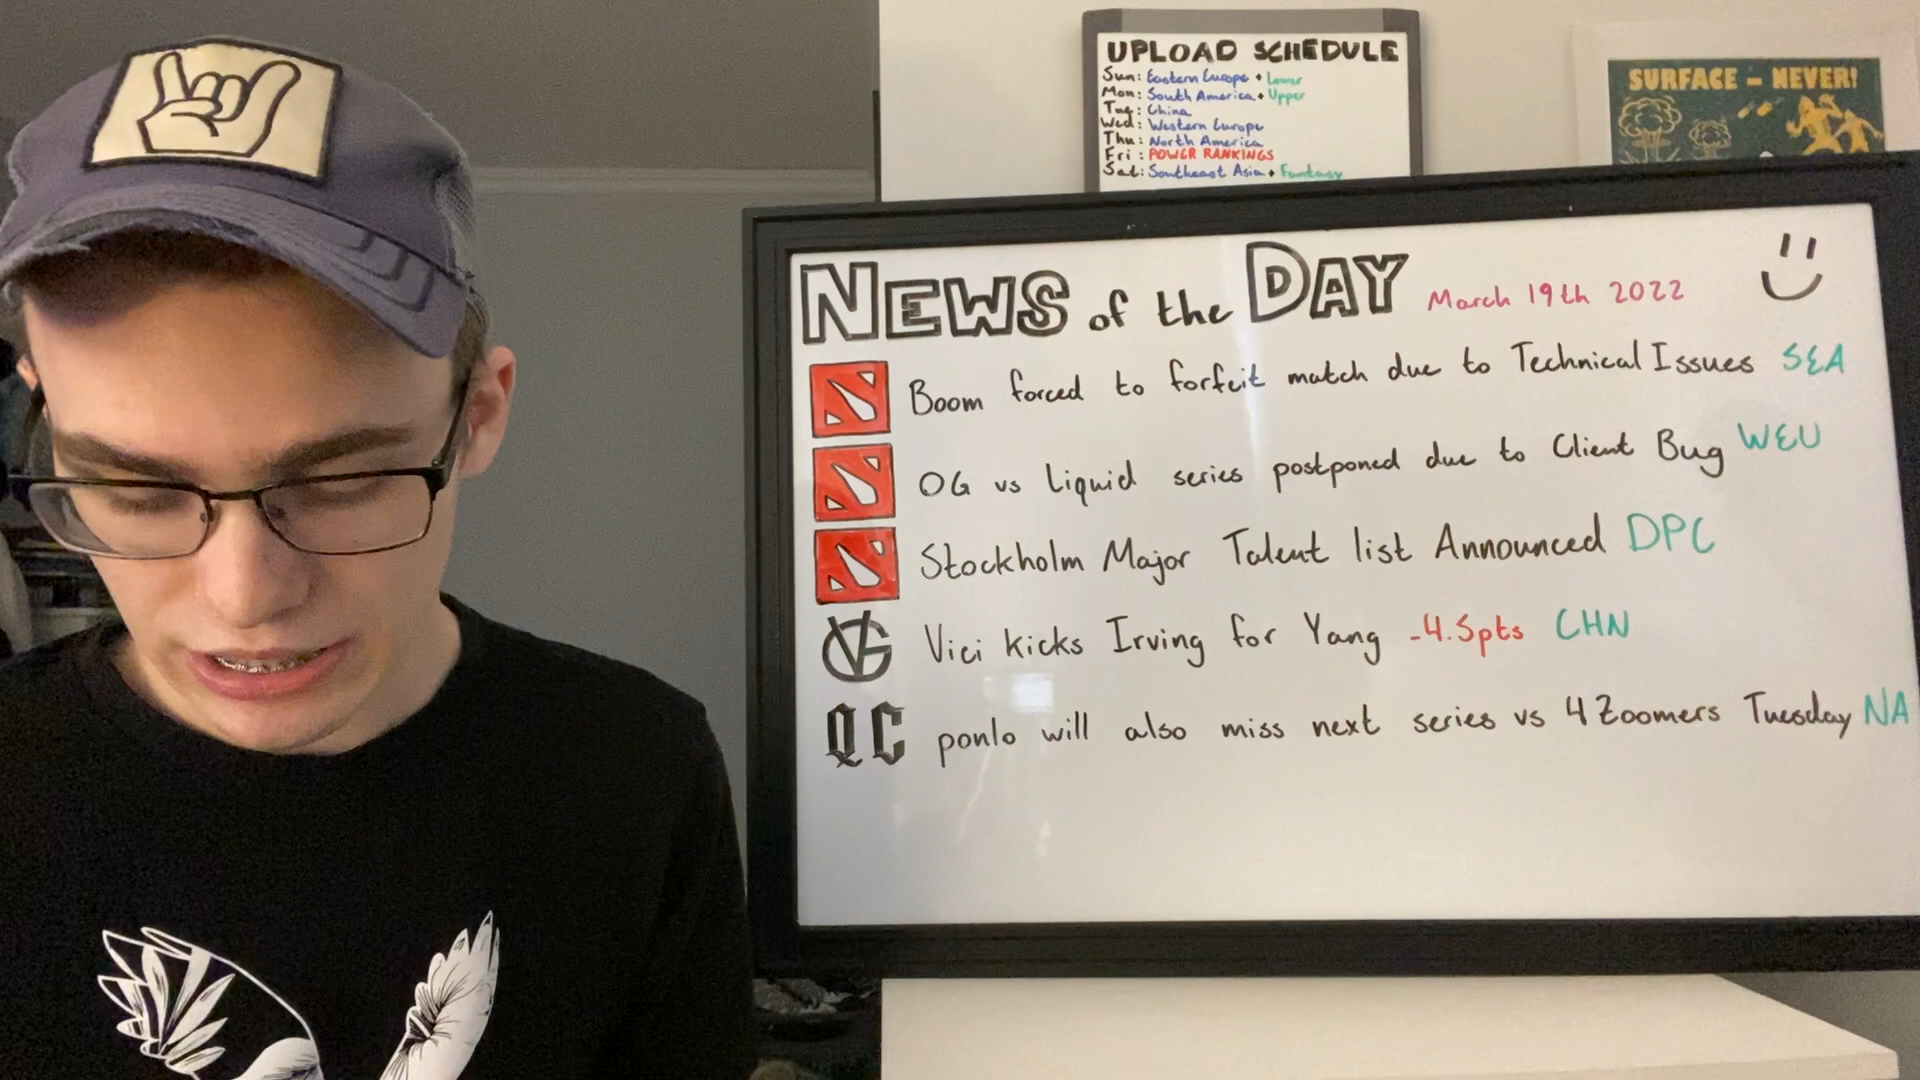 UPLOAD SCHEDULE
Sun: Eastern Europe + Lower
Mon: South America + Upper
Tue: China
Wed: Western Europe
Thu: North America
Fri: POWER RANKINGS
Sat: Southeast Asia + Fantasy
SURFACE – NEVER!
NEWS of the DAY March 19th 2022
Boom forced to forfeit match due to Technical Issues SEA
OG vs Liquid series postponed due to Client Bug WEU
Stockholm Major Talent list Announced DPC
VG Vici kicks Irving for Yang -4.5pts CHN
QC ponlo will also miss next series vs 4 Zoomers Tuesday NA